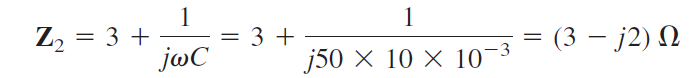 Z₂ = 3 + 1/(jωC) = 3 + 1/(j50 × 10 × 10⁻³) = (3 − j2) Ω